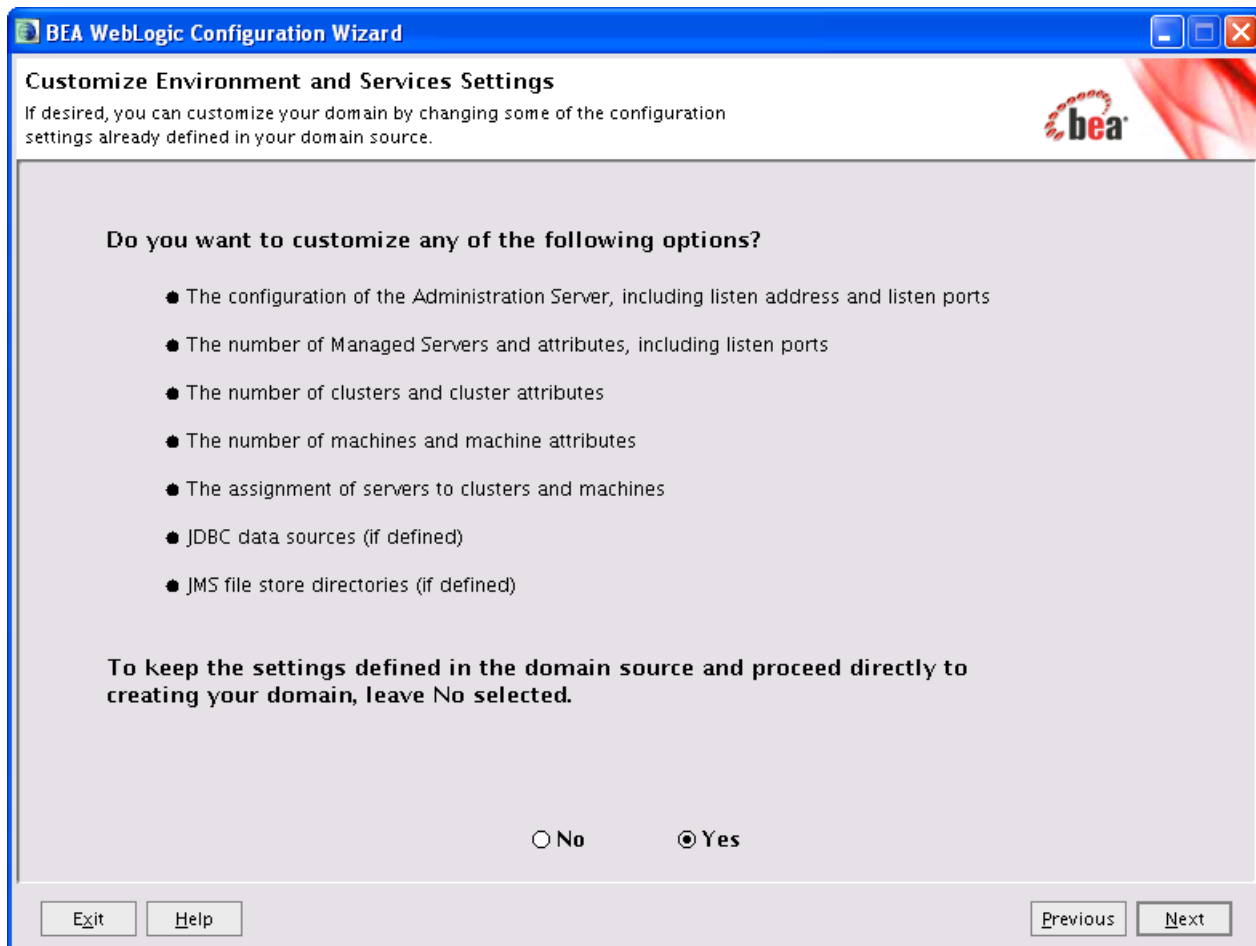 BEA WebLogic Configuration Wizard
Customize Environment and Services Settings
If desired, you can customize your domain by changing some of the configuration
settings already defined in your domain source.
bea
Do you want to customize any of the following options?
● The configuration of the Administration Server, including listen address and listen ports
● The number of Managed Servers and attributes, including listen ports
● The number of clusters and cluster attributes
● The number of machines and machine attributes
● The assignment of servers to clusters and machines
● JDBC data sources (if defined)
● JMS file store directories (if defined)
To keep the settings defined in the domain source and proceed directly to
creating your domain, leave No selected.
No Yes
Exit Help Previous Next